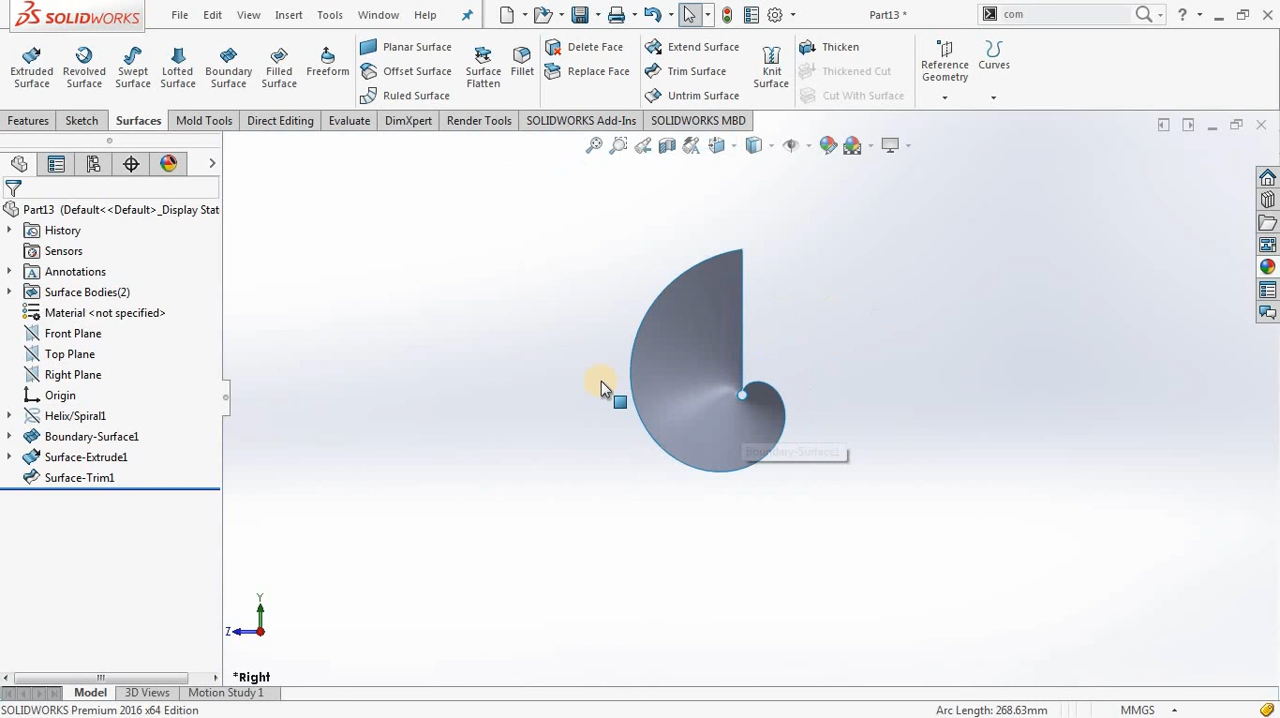 SOLIDWORKS
File Edit View Insert Tools Window Help
Part13 *
com
Extruded Surface
Revolved Surface
Swept Surface
Lofted Surface
Boundary Surface
Filled Surface
Freeform
Planar Surface
Offset Surface
Ruled Surface
Surface Flatten
Fillet
Delete Face
Replace Face
Extend Surface
Trim Surface
Untrim Surface
Knit Surface
Thicken
Thickened Cut
Cut With Surface
Reference Geometry
Curves
Features Sketch Surfaces Mold Tools Direct Editing Evaluate DimXpert Render Tools SOLIDWORKS Add-Ins SOLIDWORKS MBD
Part13 (Default<<Default>_Display Stat
History
Sensors
Annotations
Surface Bodies(2)
Material <not specified>
Front Plane
Top Plane
Right Plane
Origin
Helix/Spiral1
Boundary-Surface1
Surface-Extrude1
Surface-Trim1
Boundary-Surface1
Y
Z
*Right
Model 3D Views Motion Study 1
SOLIDWORKS Premium 2016 x64 Edition
Arc Length: 268.63mm
MMGS